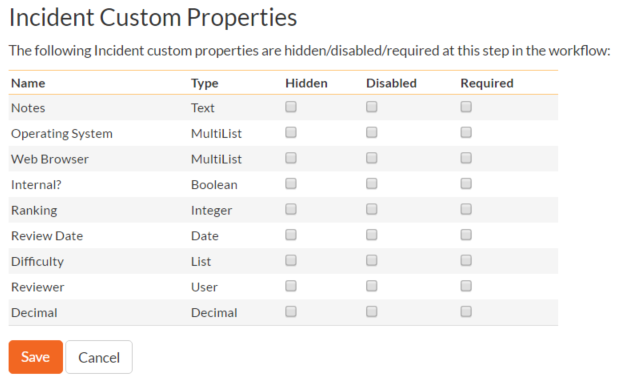 Incident Custom Properties
The following Incident custom properties are hidden/disabled/required at this step in the workflow:
Name Type Hidden Disabled Required
Notes Text
Operating System MultiList
Web Browser MultiList
Internal? Boolean
Ranking Integer
Review Date Date
Difficulty List
Reviewer User
Decimal Decimal
Save Cancel